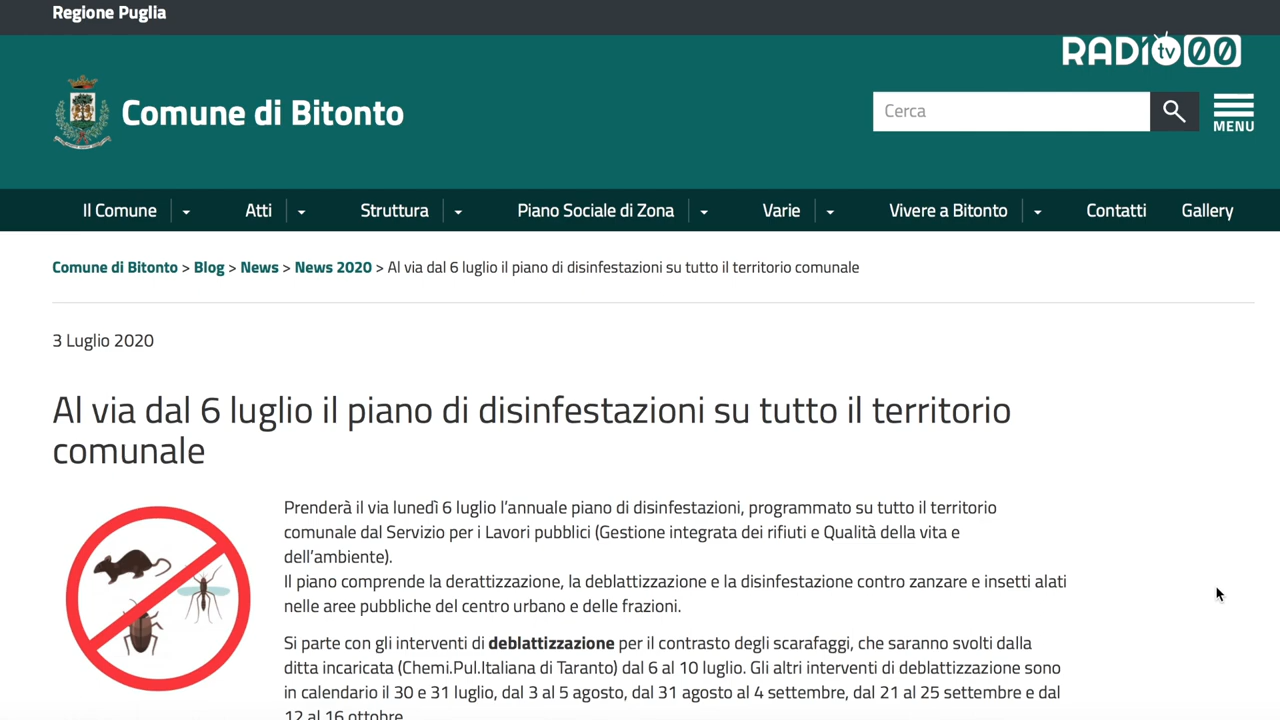 Regione Puglia
RADIO tv 00
Comune di Bitonto
Cerca
MENU
Il Comune Atti Struttura Piano Sociale di Zona Varie Vivere a Bitonto Contatti Gallery
Comune di Bitonto > Blog > News > News 2020 > Al via dal 6 luglio il piano di disinfestazioni su tutto il territorio comunale
3 Luglio 2020
Al via dal 6 luglio il piano di disinfestazioni su tutto il territorio
comunale
Prenderà il via lunedì 6 luglio l’annuale piano di disinfestazioni, programmato su tutto il territorio
comunale dal Servizio per i Lavori pubblici (Gestione integrata dei rifiuti e Qualità della vita e
dell’ambiente).
Il piano comprende la derattizzazione, la deblattizzazione e la disinfestazione contro zanzare e insetti alati
nelle aree pubbliche del centro urbano e delle frazioni.
Si parte con gli interventi di deblattizzazione per il contrasto degli scarafaggi, che saranno svolti dalla
ditta incaricata (Chemi.Pul.Italiana di Taranto) dal 6 al 10 luglio. Gli altri interventi di deblattizzazione sono
in calendario il 30 e 31 luglio, dal 3 al 5 agosto, dal 31 agosto al 4 settembre, dal 21 al 25 settembre e dal
12 al 16 ottobre